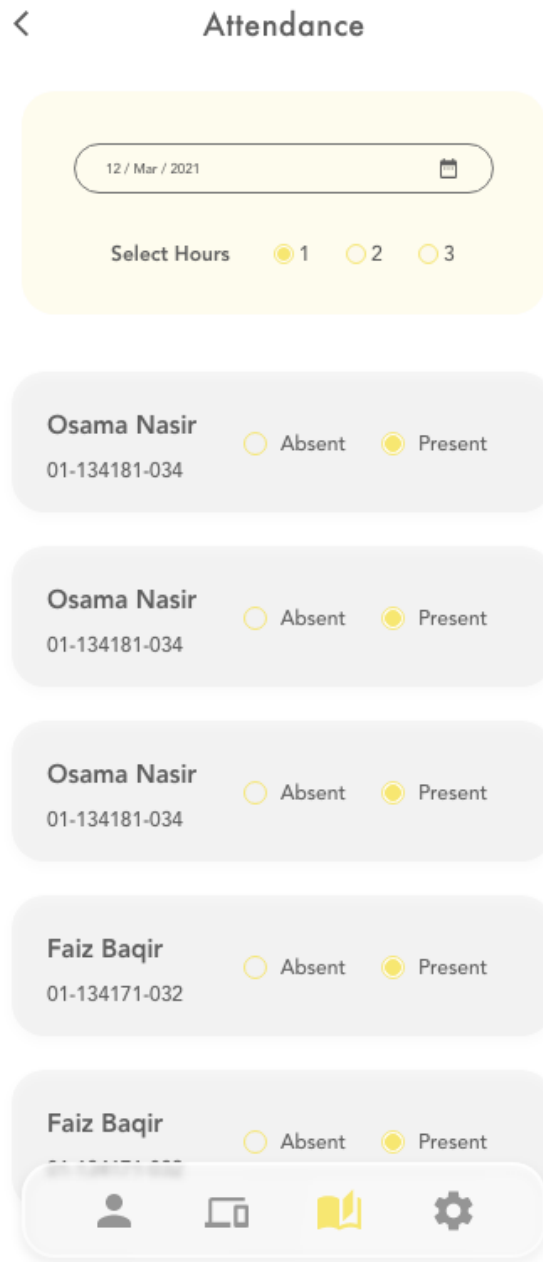 Attendance
12 / Mar / 2021
Select Hours 1 2 3
Osama Nasir
Absent Present
01-134181-034
Osama Nasir
Absent Present
01-134181-034
Osama Nasir
Absent Present
01-134181-034
Faiz Baqir
Absent Present
01-134171-032
Faiz Baqir
Absent Present